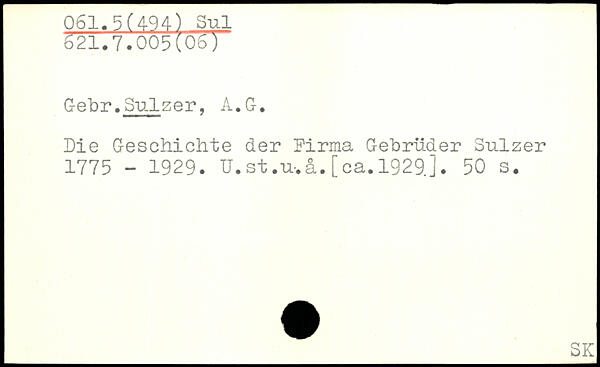 061.5(494) Sul
621.7.005(06)
Gebr.Sulzer, A.G.
Die Geschichte der Firma Gebrüder Sulzer
1775 - 1929. U.st.u.å.[ca.1929]. 50 s.
SK